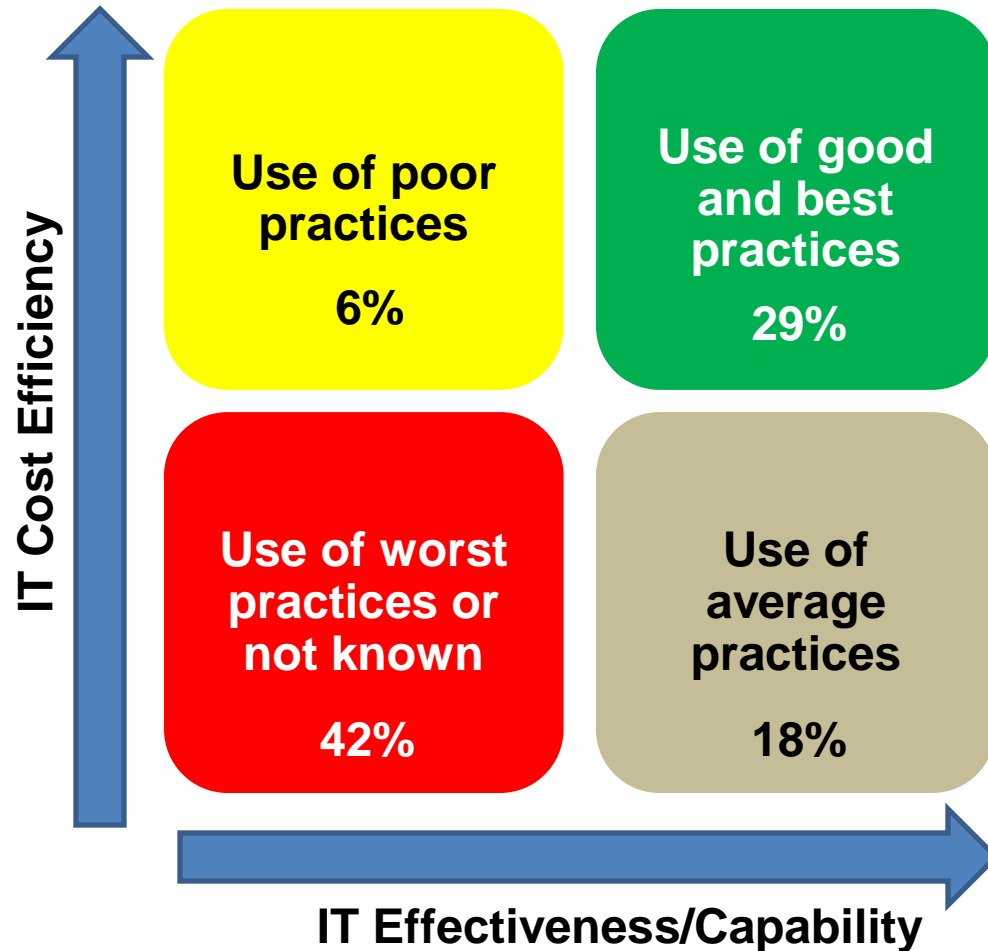 IT Cost Efficiency
Use of poor
practices
6%
Use of good
and best
practices
29%
Use of worst
practices or
not known
42%
Use of
average
practices
18%
IT Effectiveness/Capability